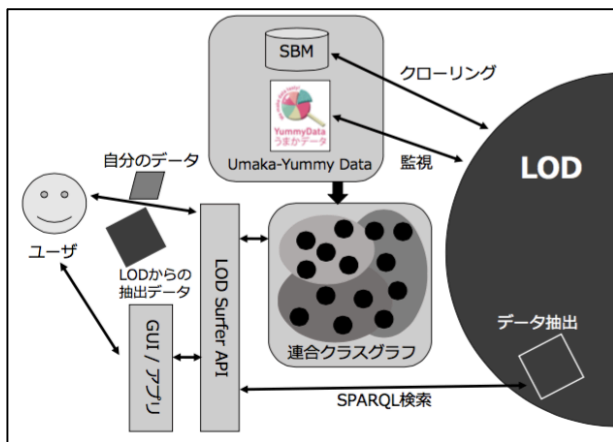 SBM
YummyData
うまかデータ
Umaka-Yummy Data
クローリング
監視
LOD
自分のデータ
ユーザ
LODからの
抽出データ
LOD Surfer API
GUI / アプリ
連合クラスグラフ
データ抽出
SPARQL検索